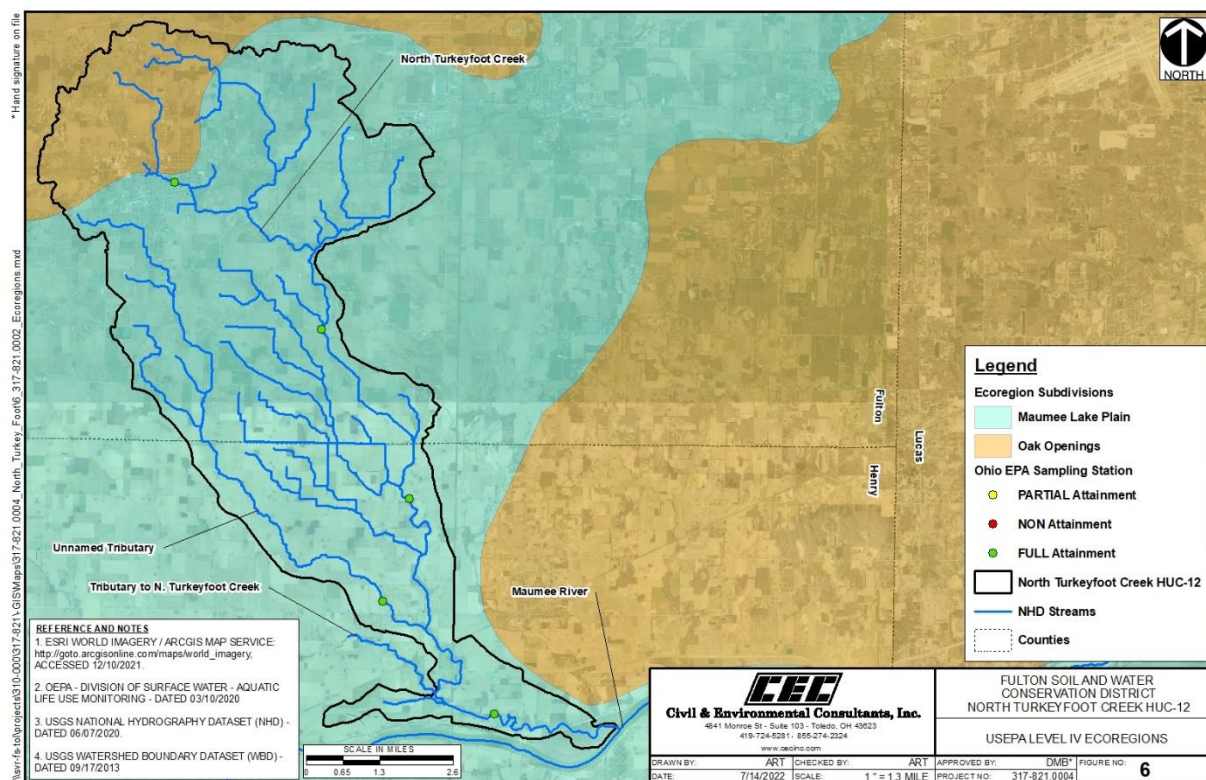 *Hand signature on file
North Turkeyfoot Creek
NORTH
Fulton
Lucas
Henry
Unnamed Tributary
Tributary to N. Turkeyfoot Creek
Maumee River
Legend
Ecoregion Subdivisions
Maumee Lake Plain
Oak Openings
Ohio EPA Sampling Station
PARTIAL Attainment
NON Attainment
FULL Attainment
North Turkeyfoot Creek HUC-12
NHD Streams
Counties
REFERENCE AND NOTES
1. ESRI WORLD IMAGERY / ARCGIS MAP SERVICE:
http://goto.arcgisonline.com/maps/world_imagery,
ACCESSED 12/10/2021.
2. OEPA - DIVISION OF SURFACE WATER - AQUATIC
LIFE USE MONITORING - DATED 03/10/2020
3. USGS NATIONAL HYDROGRAPHY DATASET (NHD) -
DATED 06/07/2020.
4. USGS WATERSHED BOUNDARY DATASET (WBD) -
DATED 09/17/2013
SCALE IN MILES
0 0.65 1.3 2.6
CEC
Civil & Environmental Consultants, Inc.
4841 Monroe St - Suite 103 - Toledo, OH 43623
419-724-5281 · 855-274-2324
www.cecinc.com
FULTON SOIL AND WATER
CONSERVATION DISTRICT
NORTH TURKEYFOOT CREEK HUC-12
USEPA LEVEL IV ECOREGIONS
DRAWN BY: ART CHECKED BY: ART APPROVED BY: DMB* FIGURE NO: 6
DATE: 7/14/2022 SCALE: 1 " = 1.3 MILE PROJECT NO: 317-821.0004